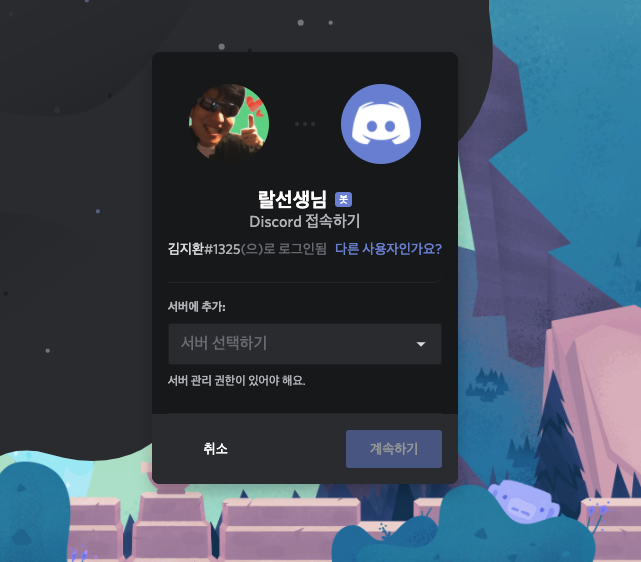 랄선생님 봇
Discord 접속하기
김지환#1325(으)로 로그인됨 다른 사용자인가요?
서버에 추가:
서버 선택하기
서버 관리 권한이 있어야 해요.
취소 계속하기